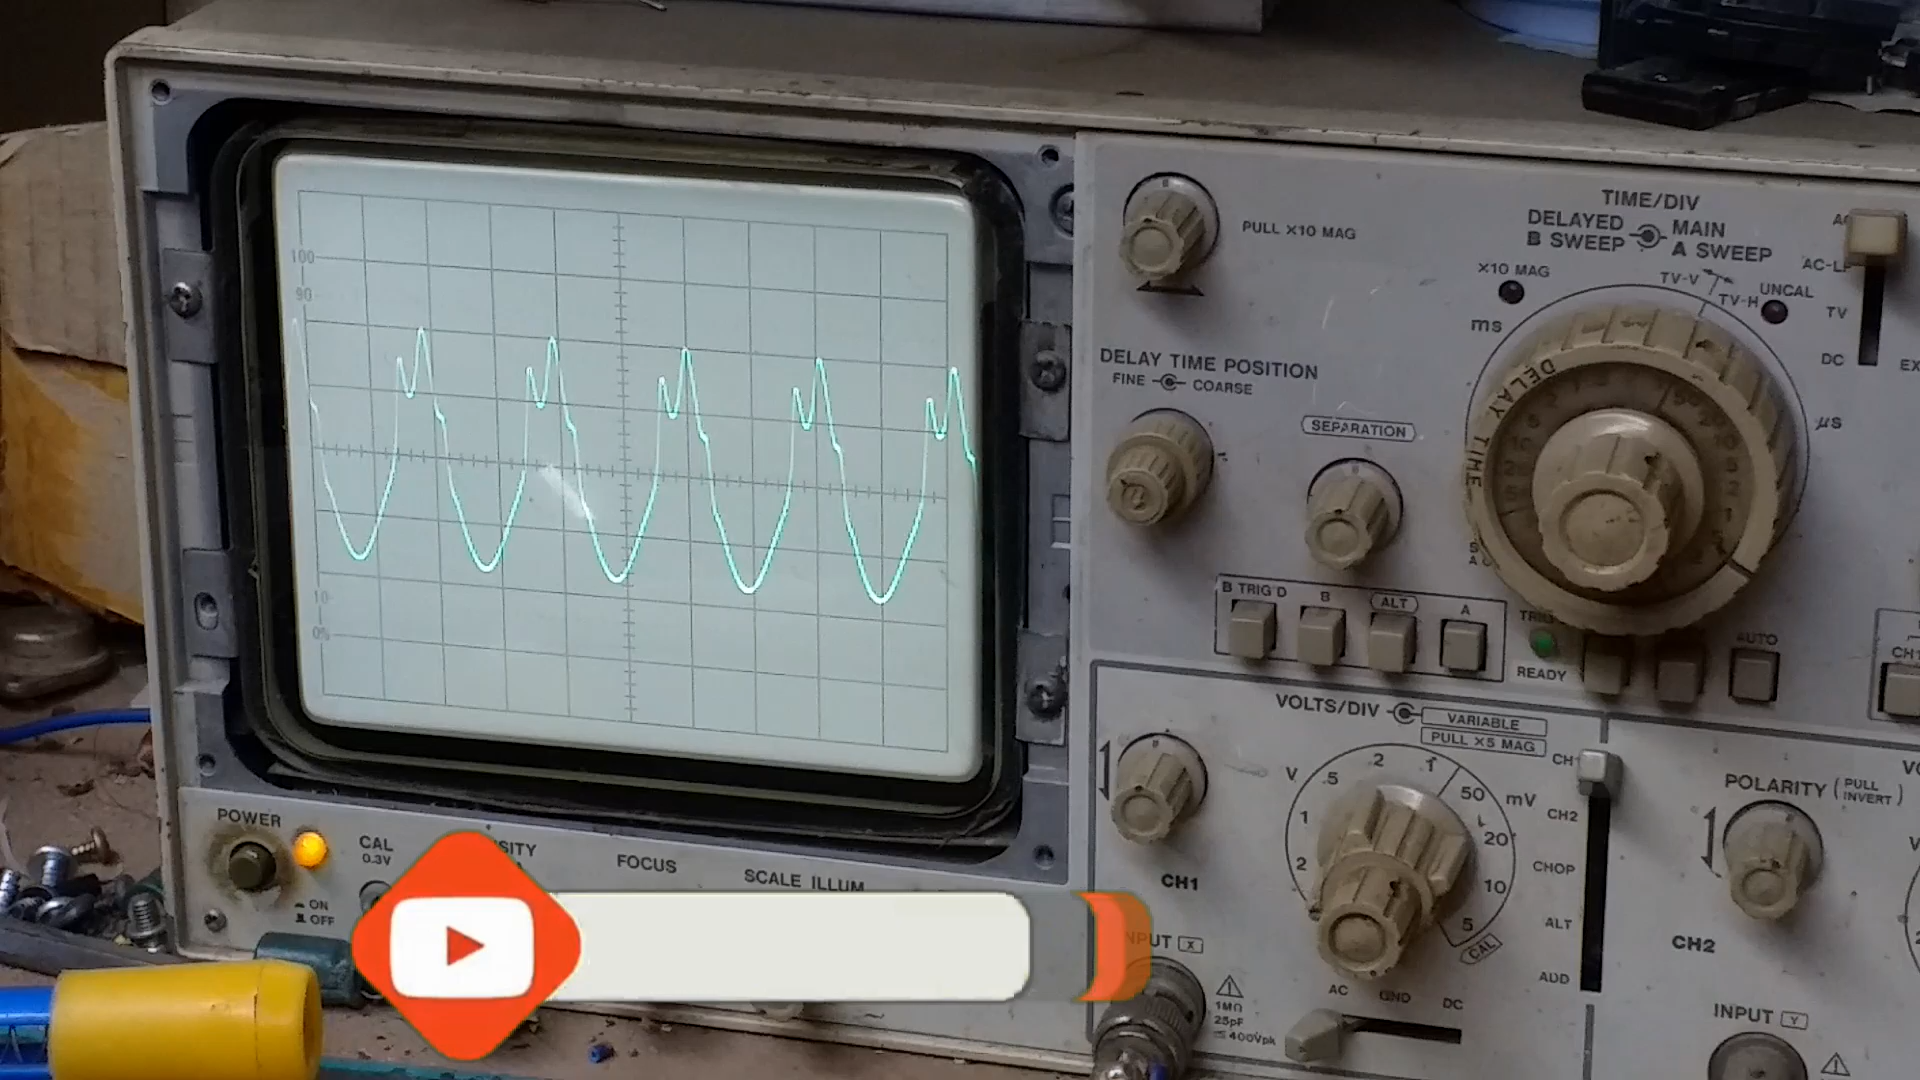 100
90
10
0%
PULL ×10 MAG
TIME/DIV
DELAYED
B SWEEP
MAIN
A SWEEP
×10 MAG
TV-V
TV-H
UNCAL
ms
µs
TV
DC
DELAY TIME POSITION
FINE
COARSE
DELAY TIME
SEPARATION
B TRIG'D
B
ALT
A
READY
AUTO
VOLTS/DIV
VARIABLE
PULL ×5 MAG
V
.5
.2
.1
50
mV
1
20
2
10
5
CAL
CH1
CH2
CHOP
ALT
ADD
POLARITY
PULL
INVERT
CH1
CH2
AC
GND
DC
X
1MΩ
25pF
≤400Vpk
INPUT Y
POWER
ON
OFF
CAL
0.3V
FOCUS
SCALE ILLUM